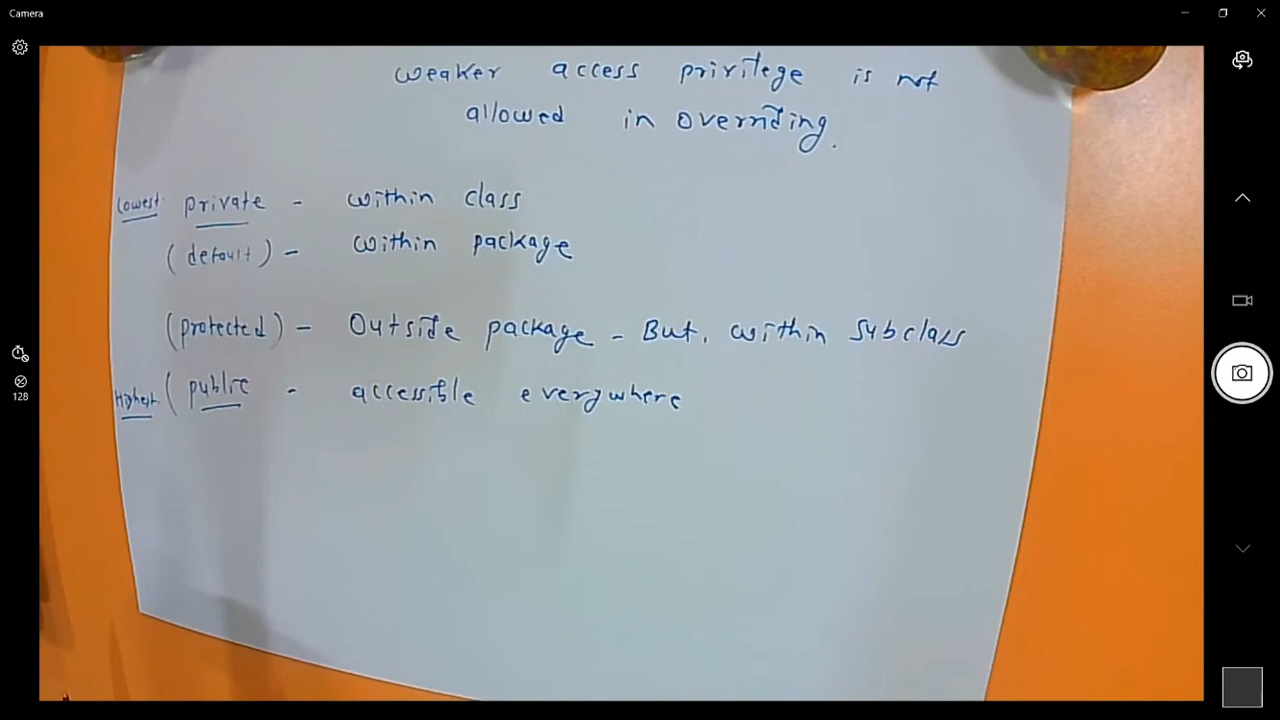 Camera
weaker access privilege is not
allowed in overriding.
Lowest private - within class
(default) - within package
(protected) - Outside package - But, within Subclass
Highest (public - accessible everywhere
128